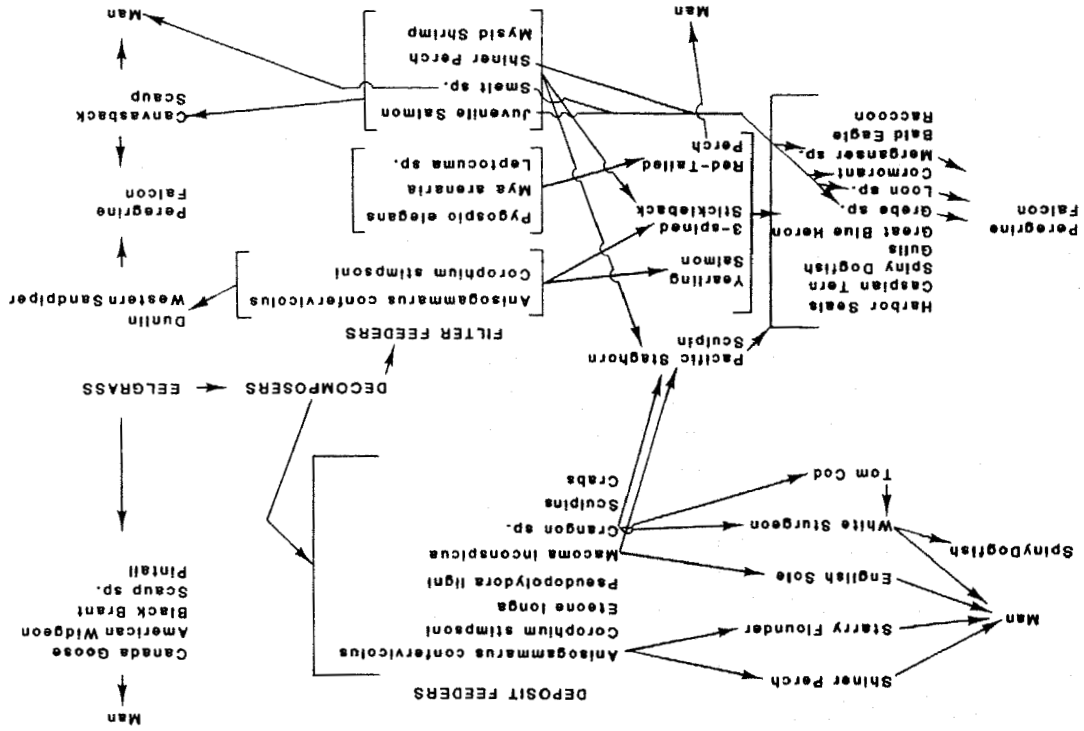 Man
DEPOSIT FEEDERS
Shiner Perch
Starry Flounder
Man
English Sole
SpinyDogfish
White Sturgeon
Tom Cod
Anisogammarus confervicolus
Corophium stimpsoni
Eteone longa
Pseudopolydora ligni
Macoma inconspicua
Crangon sp.
Sculpins
Crabs
Canada Goose
American Widgeon
Black Brant
Scaup sp.
Pintail
EELGRASS
DECOMPOSERS
Pacific Staghorn
Sculpin
FILTER FEEDERS
Harbor Seals
Caspian Tern
Spiny Dogfish
Gulls
Great Blue Heron
Grebe sp.
Loon sp.
Cormorant
Merganser sp.
Bald Eagle
Raccoon
Peregrine
Falcon
Yearling
Salmon
3-spined
Stickleback
Red-Tailed
Perch
Man
Anisogammarus confervicolus
Corophium stimpsoni
Pygospio elegans
Mya arenaria
Leptocuma sp.
Juvenile Salmon
Smelt sp.
Shiner Perch
Mysid Shrimp
Dunlin
Western Sandpiper
Peregrine
Falcon
Canvasback
Scaup
Man